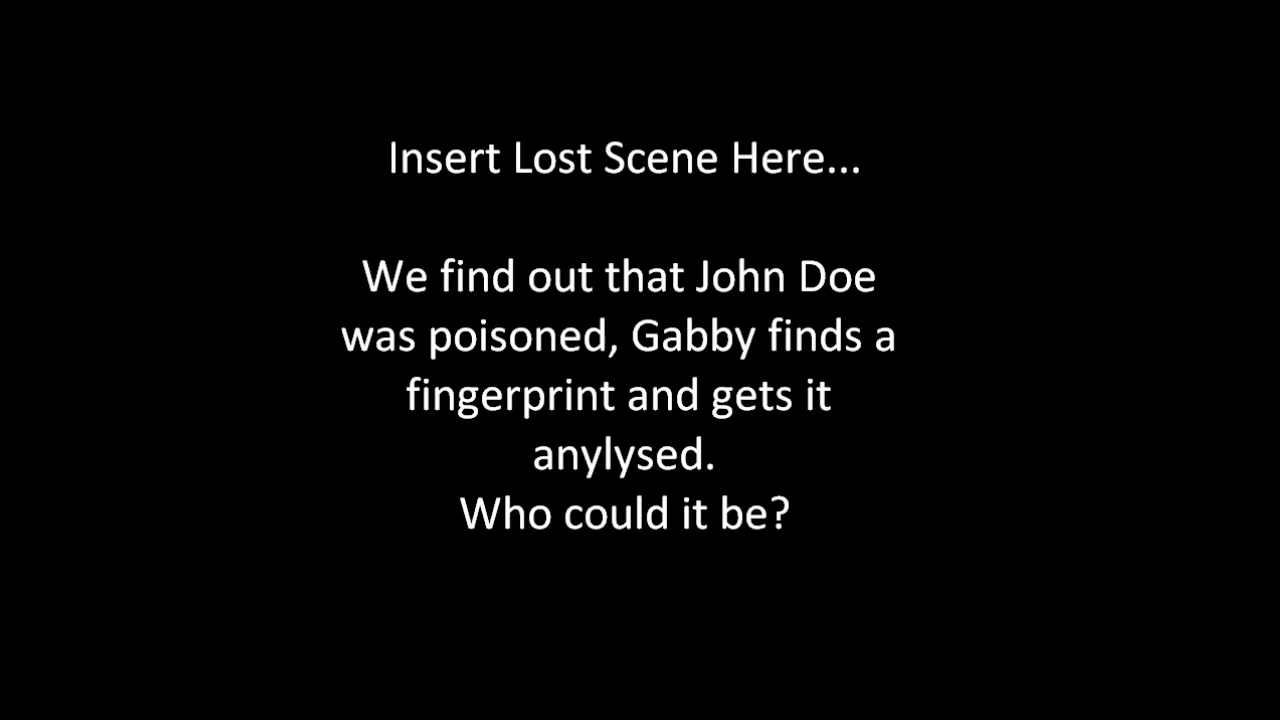 Insert Lost Scene Here...
We find out that John Doe
was poisoned, Gabby finds a
fingerprint and gets it
anylysed.
Who could it be?